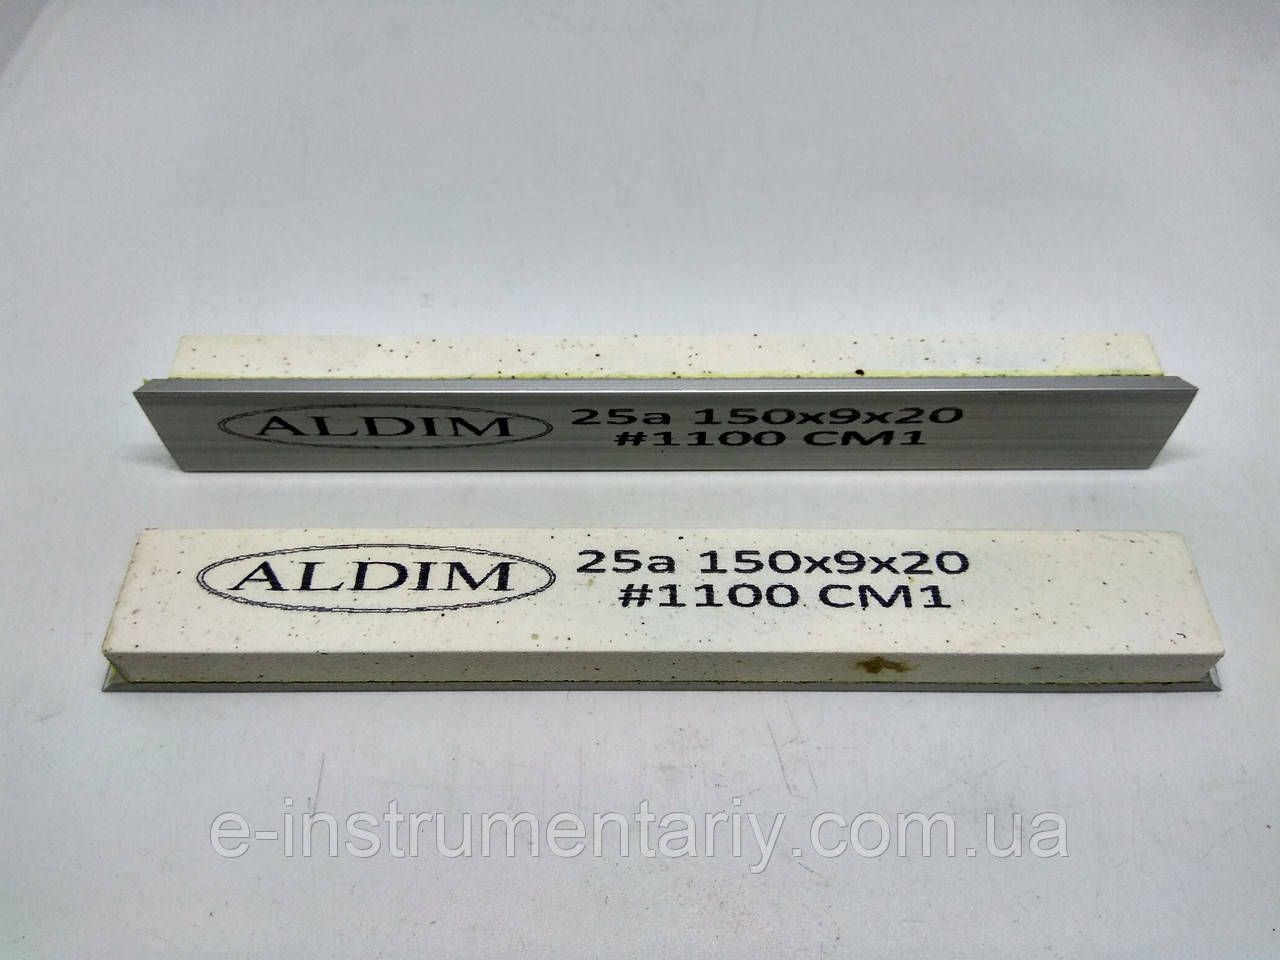 ALDIM
25a 150x9x20
#1100 CM1
ALDIM
25a 150x9x20
#1100 CM1
e-instrumentariy.com.ua